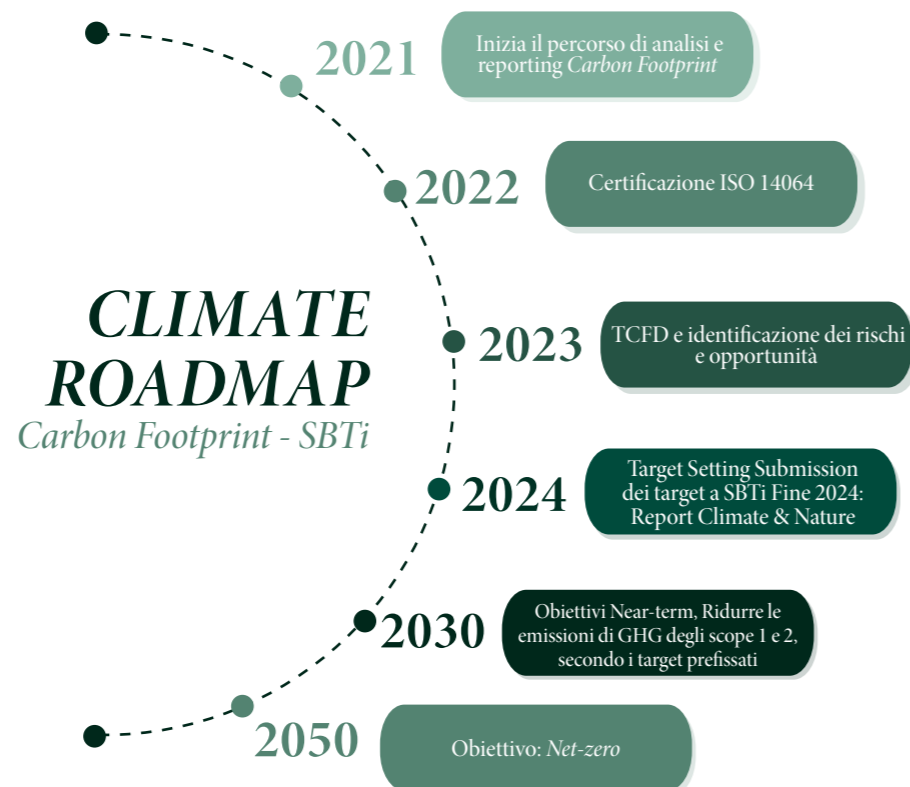 2021
Inizia il percorso di analisi e
reporting Carbon Footprint
2022
Certificazione ISO 14064
CLIMATE
ROADMAP
Carbon Footprint - SBTi
2023
TCFD e identificazione dei rischi
e opportunità
2024
Target Setting Submission
dei target a SBTi Fine 2024:
Report Climate & Nature
2030
Obiettivi Near-term, Ridurre le
emissioni di GHG degli scope 1 e 2,
secondo i target prefissati
2050
Obiettivo: Net-zero